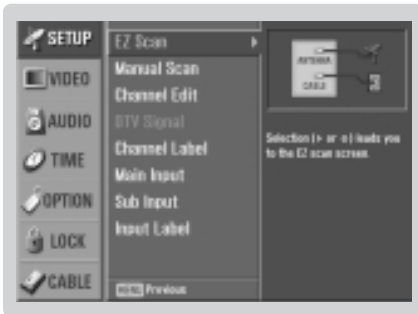 SETUP
VIDEO
AUDIO
TIME
OPTION
LOCK
CABLE
EZ Scan
Manual Scan
Channel Edit
DTV Signal
Channel Label
Main Input
Sub Input
Input Label
MENU Previous
ANTENNA
CABLE
Selection (▶ or ⊙) leads you
to the EZ scan screen.